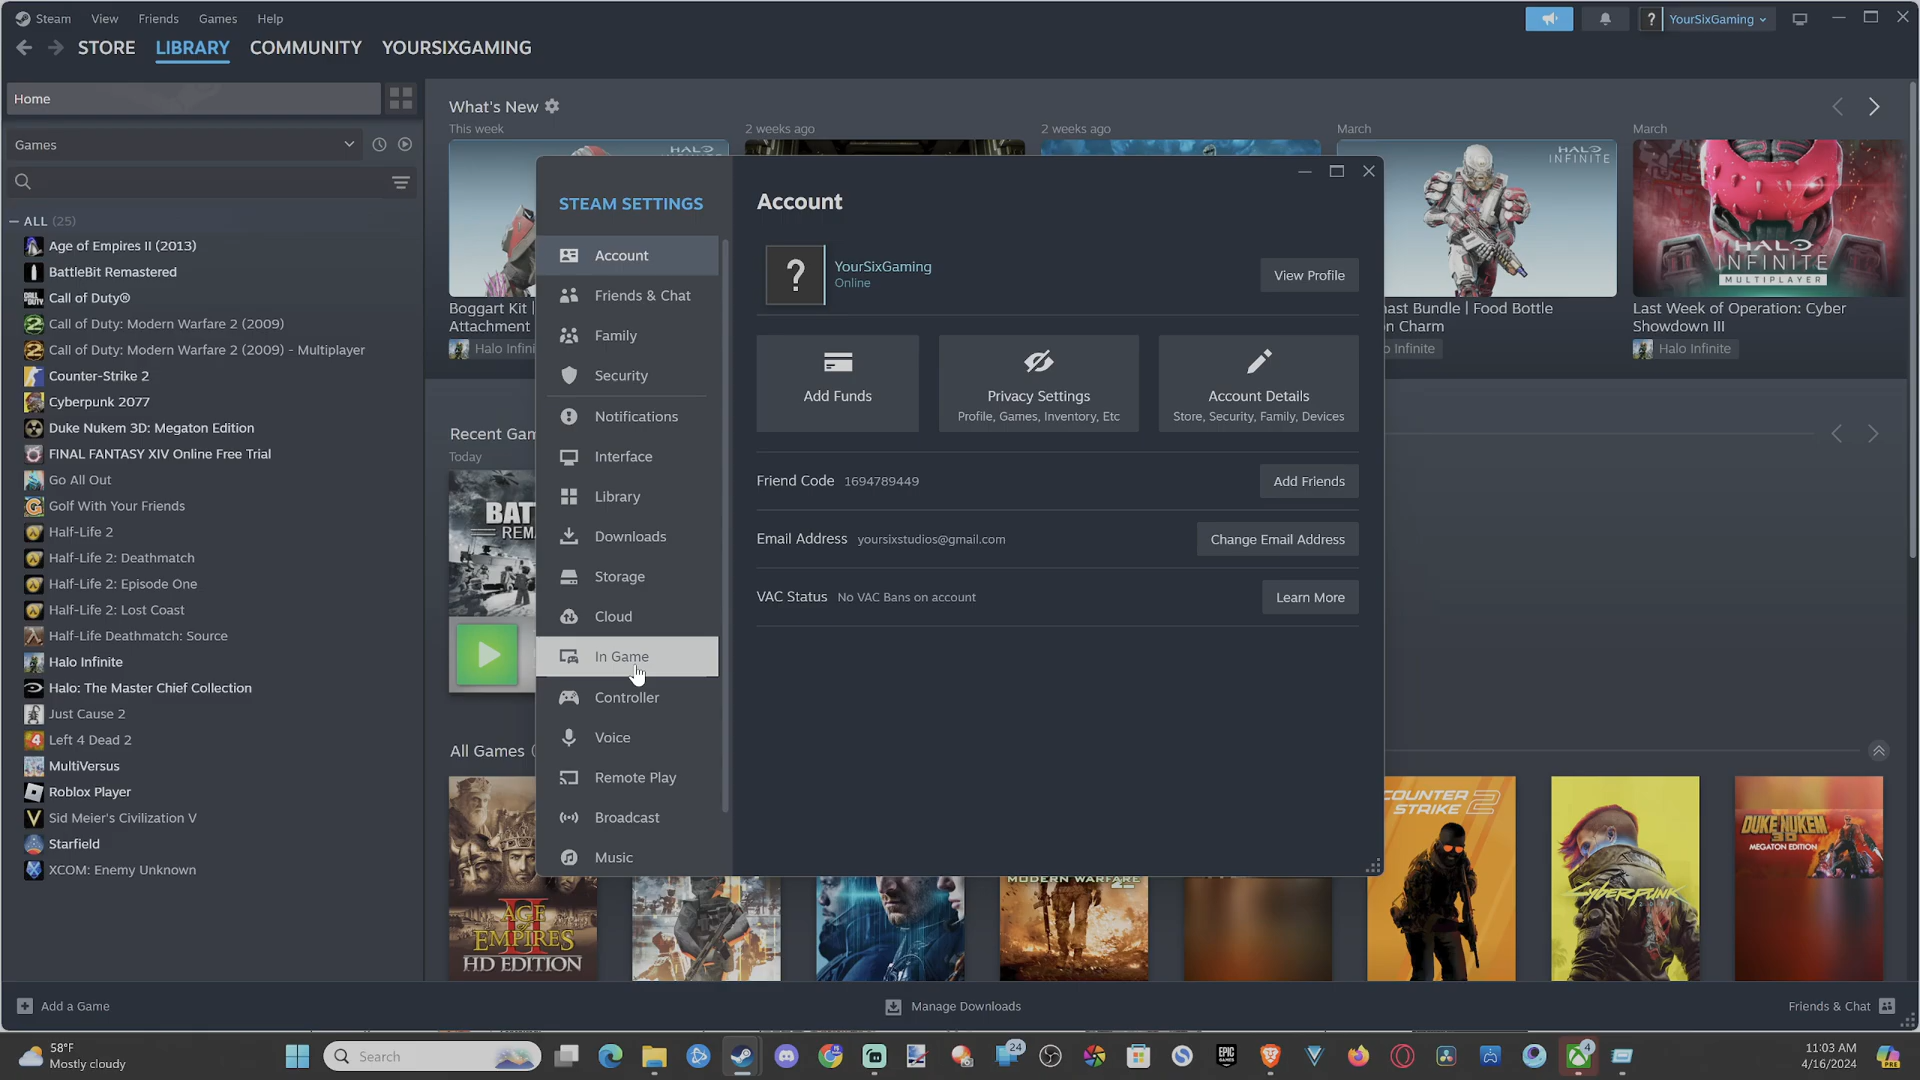 Steam View Friends Games Help
YourSixGaming
STORE LIBRARY COMMUNITY YOURSIXGAMING
Home
Games
ALL (25)
Age of Empires II (2013)
BattleBit Remastered
Call of Duty®
Call of Duty: Modern Warfare 2 (2009)
Call of Duty: Modern Warfare 2 (2009) - Multiplayer
Counter-Strike 2
Cyberpunk 2077
Duke Nukem 3D: Megaton Edition
FINAL FANTASY XIV Online Free Trial
Go All Out
Golf With Your Friends
Half-Life 2
Half-Life 2: Deathmatch
Half-Life 2: Episode One
Half-Life 2: Lost Coast
Half-Life Deathmatch: Source
Halo Infinite
Halo: The Master Chief Collection
Just Cause 2
Left 4 Dead 2
MultiVersus
Roblox Player
Sid Meier's Civilization V
Starfield
XCOM: Enemy Unknown
What's New
This week
2 weeks ago
2 weeks ago
March
March
HALO
INFINITE
HALO
INFINITE
MULTIPLAYER
Boggart Kit |
Attachment
Halo Infini
ast Bundle | Food Bottle
n Charm
o Infinite
Last Week of Operation: Cyber
Showdown III
Halo Infinite
Recent Gam
Today
BAT
REMA
All Games (
STEAM SETTINGS
Account
Friends & Chat
Family
Security
Notifications
Interface
Library
Downloads
Storage
Cloud
In Game
Controller
Voice
Remote Play
Broadcast
Music
Account
?
YourSixGaming
Online
View Profile
Add Funds
Privacy Settings
Profile, Games, Inventory, Etc
Account Details
Store, Security, Family, Devices
Friend Code 1694789449
Add Friends
Email Address yoursixstudios@gmail.com
Change Email Address
VAC Status No VAC Bans on account
Learn More
AGE OF
EMPIRES
II
HD EDITION
MODERN WARFARE
2
COUNTER
STRIKE 2
CYBERPUNK
DUKE NUKEM
3D
MEGATON EDITION
Add a Game
Manage Downloads
Friends & Chat
58°F
Mostly cloudy
Search
24
EPIC
GAMES
4
11:03 AM
4/16/2024
PRE